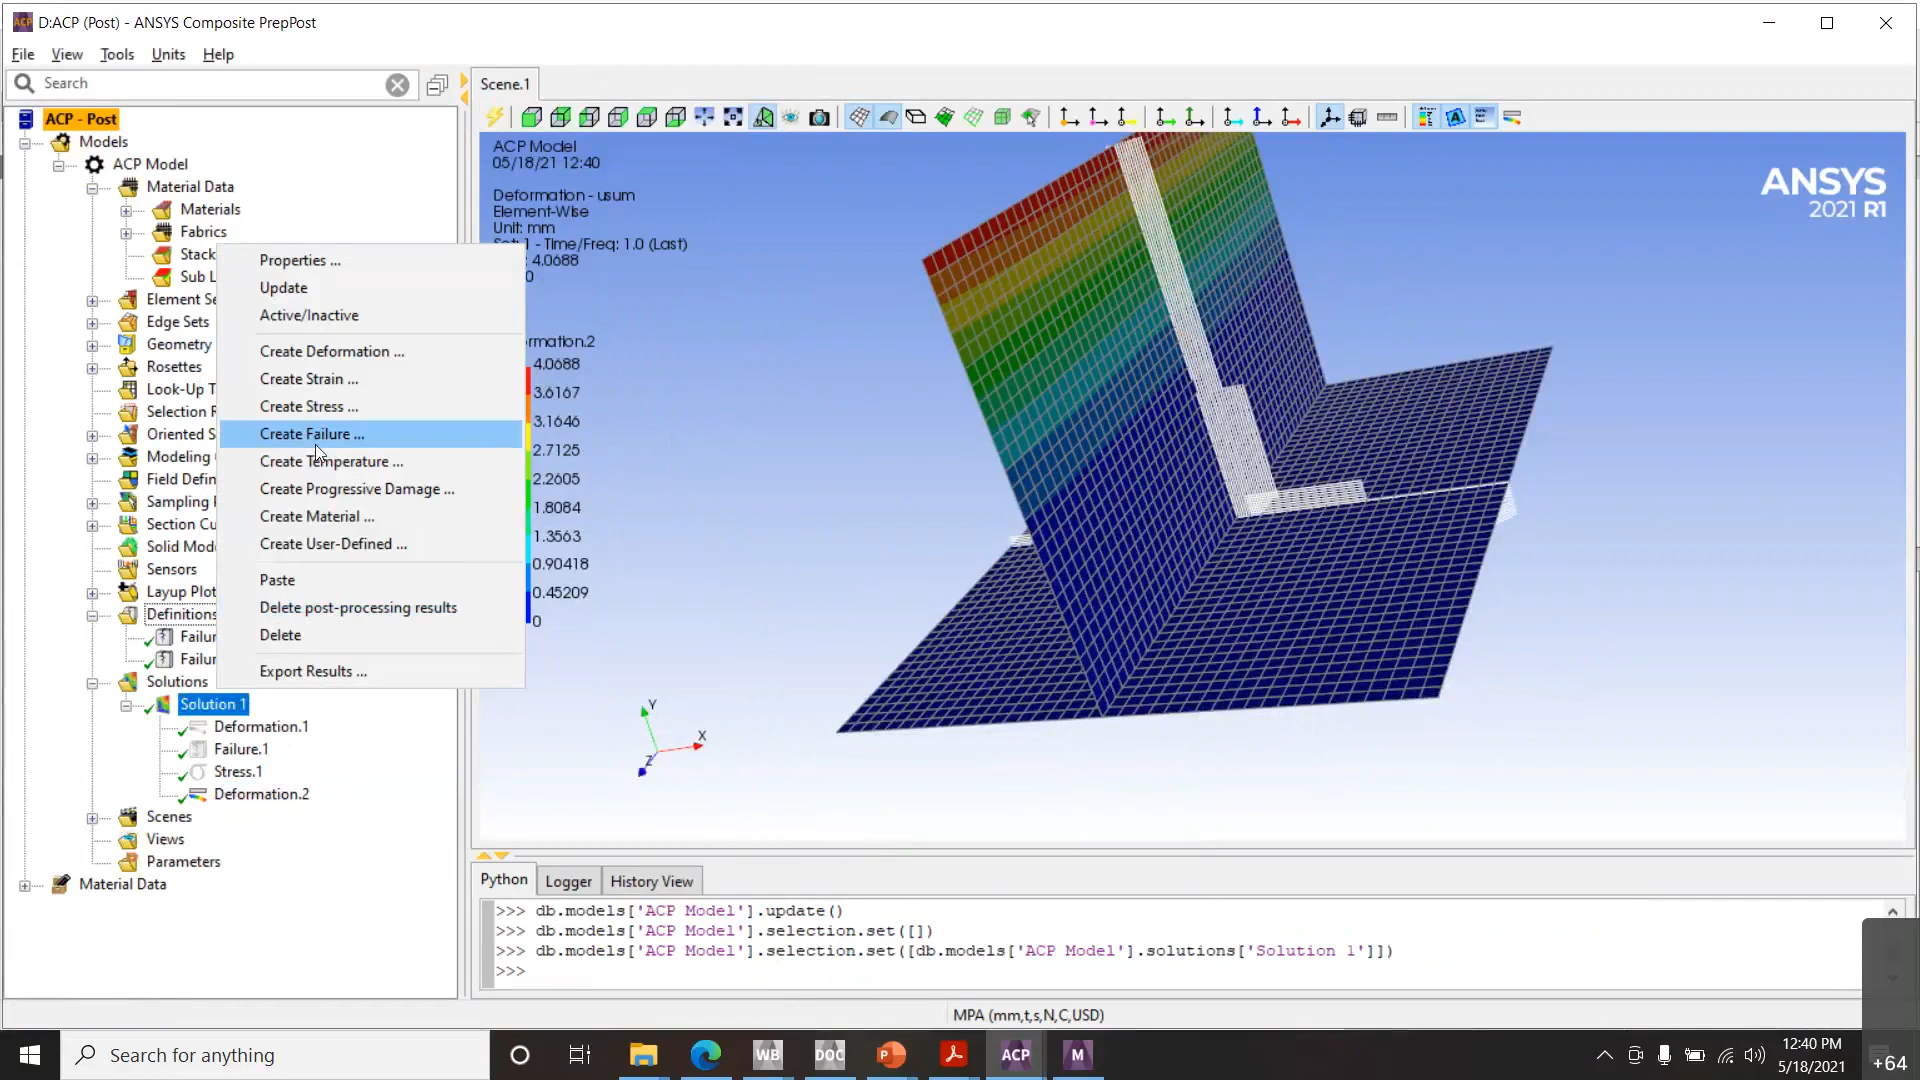 D:ACP (Post) - ANSYS Composite PrepPost
File View Tools Units Help
Search
Scene.1
ACP - Post
Models
ACP Model
Material Data
Materials
Fabrics
Stack
Sub L
Element Se
Edge Sets
Geometry
Rosettes
Look-Up T
Selection R
Oriented S
Modeling
Field Defin
Sampling
Section Cu
Solid Mod
Sensors
Layup Plot
Definitions
Failur
Failur
Solutions
Solution 1
Deformation.1
Failure.1
Stress.1
Deformation.2
Scenes
Views
Parameters
Material Data
Properties ...
Update
Active/Inactive
Create Deformation ...
Create Strain ...
Create Stress ...
Create Failure ...
Create Temperature ...
Create Progressive Damage ...
Create Material ...
Create User-Defined ...
Paste
Delete post-processing results
Delete
Export Results ...
ACP Model
05/18/21 12:40
Deformation - usum
Element-Wise
Unit: mm
1 - Time/Freq: 1.0 (Last)
4.0688
0
rmation.2
4.0688
3.6167
3.1646
2.7125
2.2605
1.8084
1.3563
0.90418
0.45209
0
ANSYS
2021 R1
Y
X
Z
Python Logger History View
>>> db.models['ACP Model'].update()
>>> db.models['ACP Model'].selection.set([])
>>> db.models['ACP Model'].selection.set([db.models['ACP Model'].solutions['Solution 1']])
>>>
MPA (mm,t,s,N,C,USD)
Search for anything
WB
DOC
P
ACP
M
12:40 PM
5/18/2021
+64